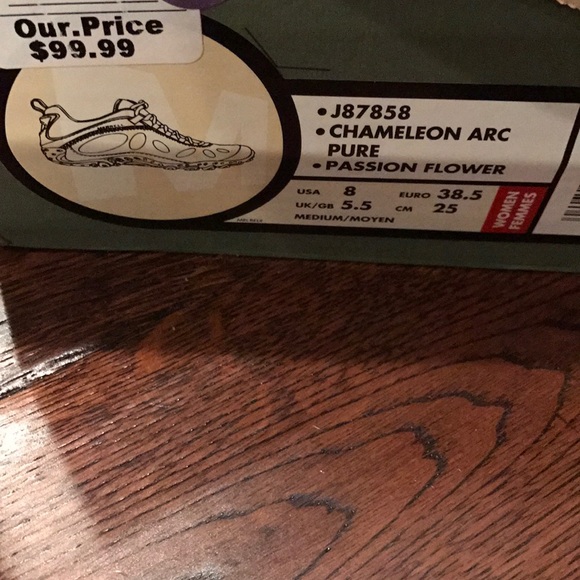 Our.Price
$99.99
•J87858
•CHAMELEON ARC
PURE
•PASSION FLOWER
USA 8 EURO 38.5
UK/GB 5.5 CM 25
MEDIUM/MOYEN
WOMEN
FEMMES